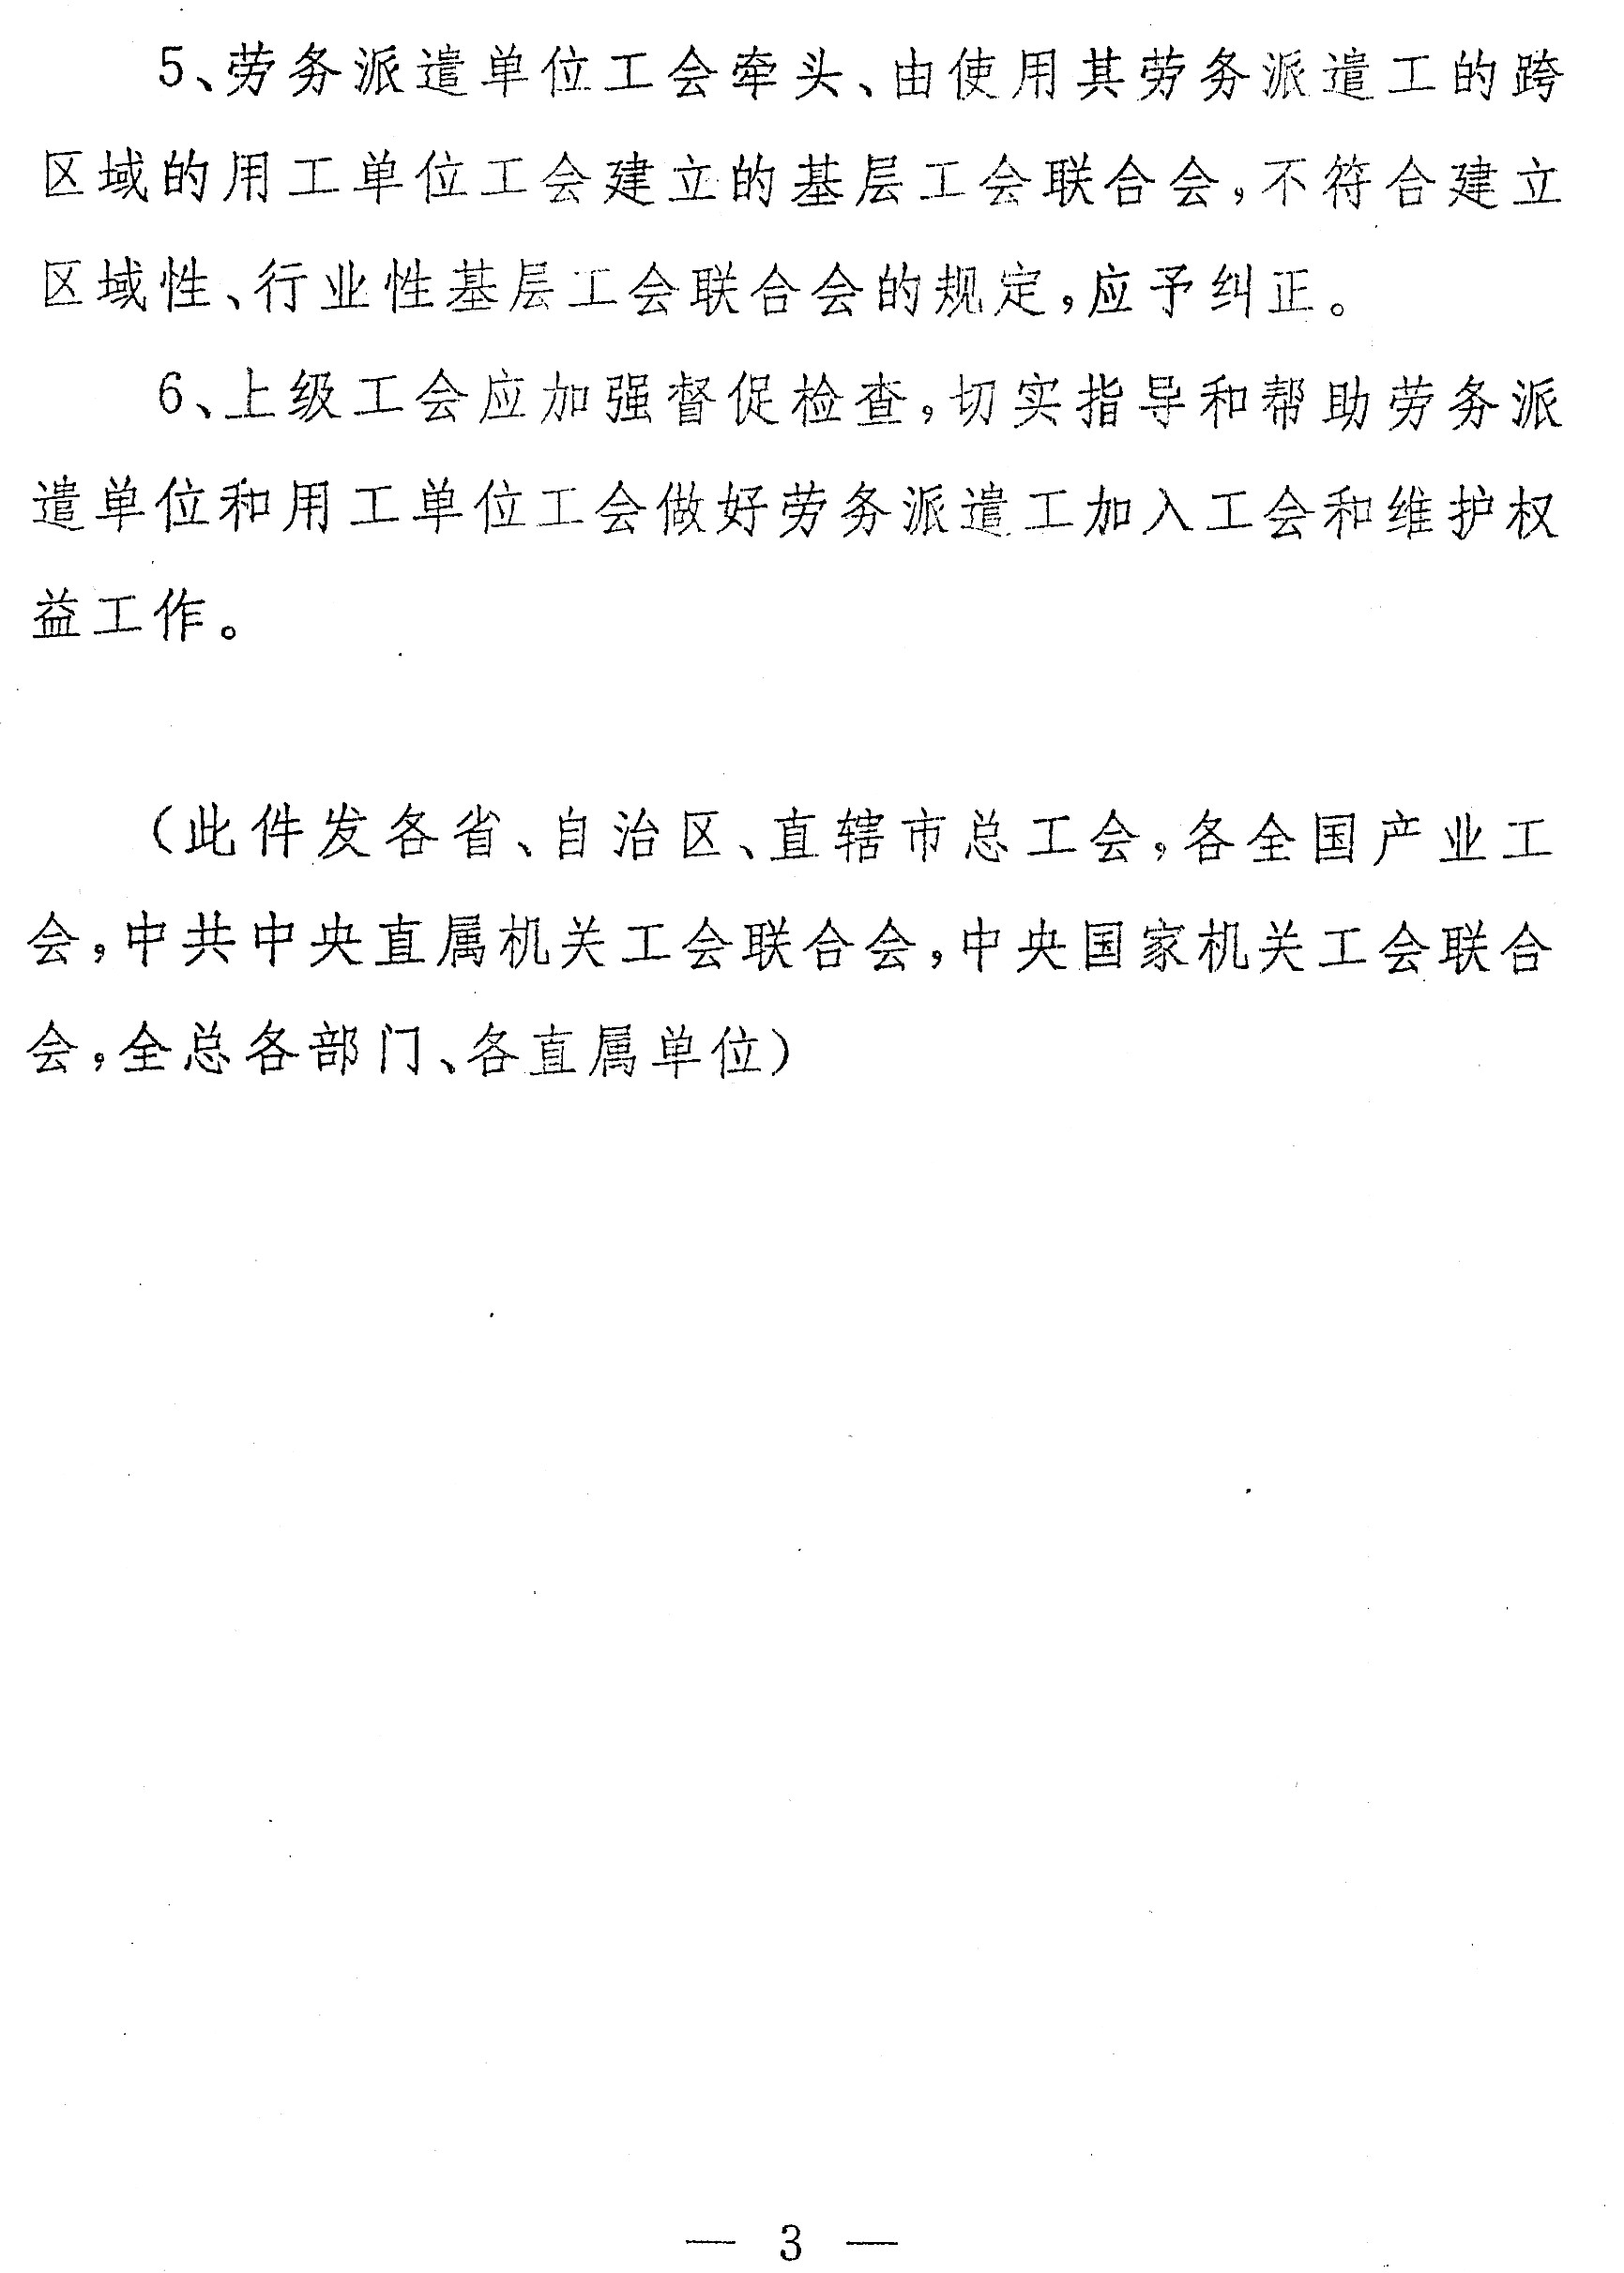 5、劳务派遣单位工会牵头、由使用其劳务派遣工的跨
区域的用工单位工会建立的基层工会联合会,不符合建立
区域性、行业性基层工会联合会的规定,应予纠正。
6、上级工会应加强督促检查,切实指导和帮助劳务派
遣单位和用工单位工会做好劳务派遣工加入工会和维护权
益工作。
(此件发各省、自治区、直辖市总工会,各全国产业工
会,中共中央直属机关工会联合会,中央国家机关工会联合
会,全总各部门、各直属单位)
— 3 —